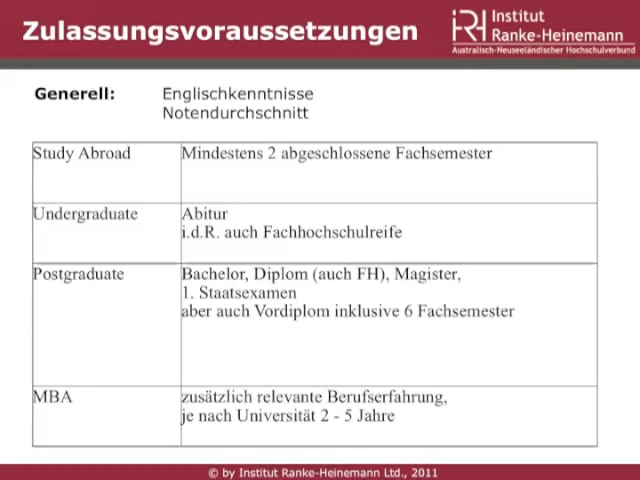 Zulassungsvoraussetzungen
Institut
Ranke-Heinemann
Australisch-Neuseeländischer Hochschulverbund
Generell: Englischkenntnisse
Notendurchschnitt
Study Abroad Mindestens 2 abgeschlossene Fachsemester
Undergraduate Abitur
i.d.R. auch Fachhochschulreife
Postgraduate Bachelor, Diplom (auch FH), Magister,
1. Staatsexamen
aber auch Vordiplom inklusive 6 Fachsemester
MBA zusätzlich relevante Berufserfahrung,
je nach Universität 2 - 5 Jahre
© by Institut Ranke-Heinemann Ltd., 2011